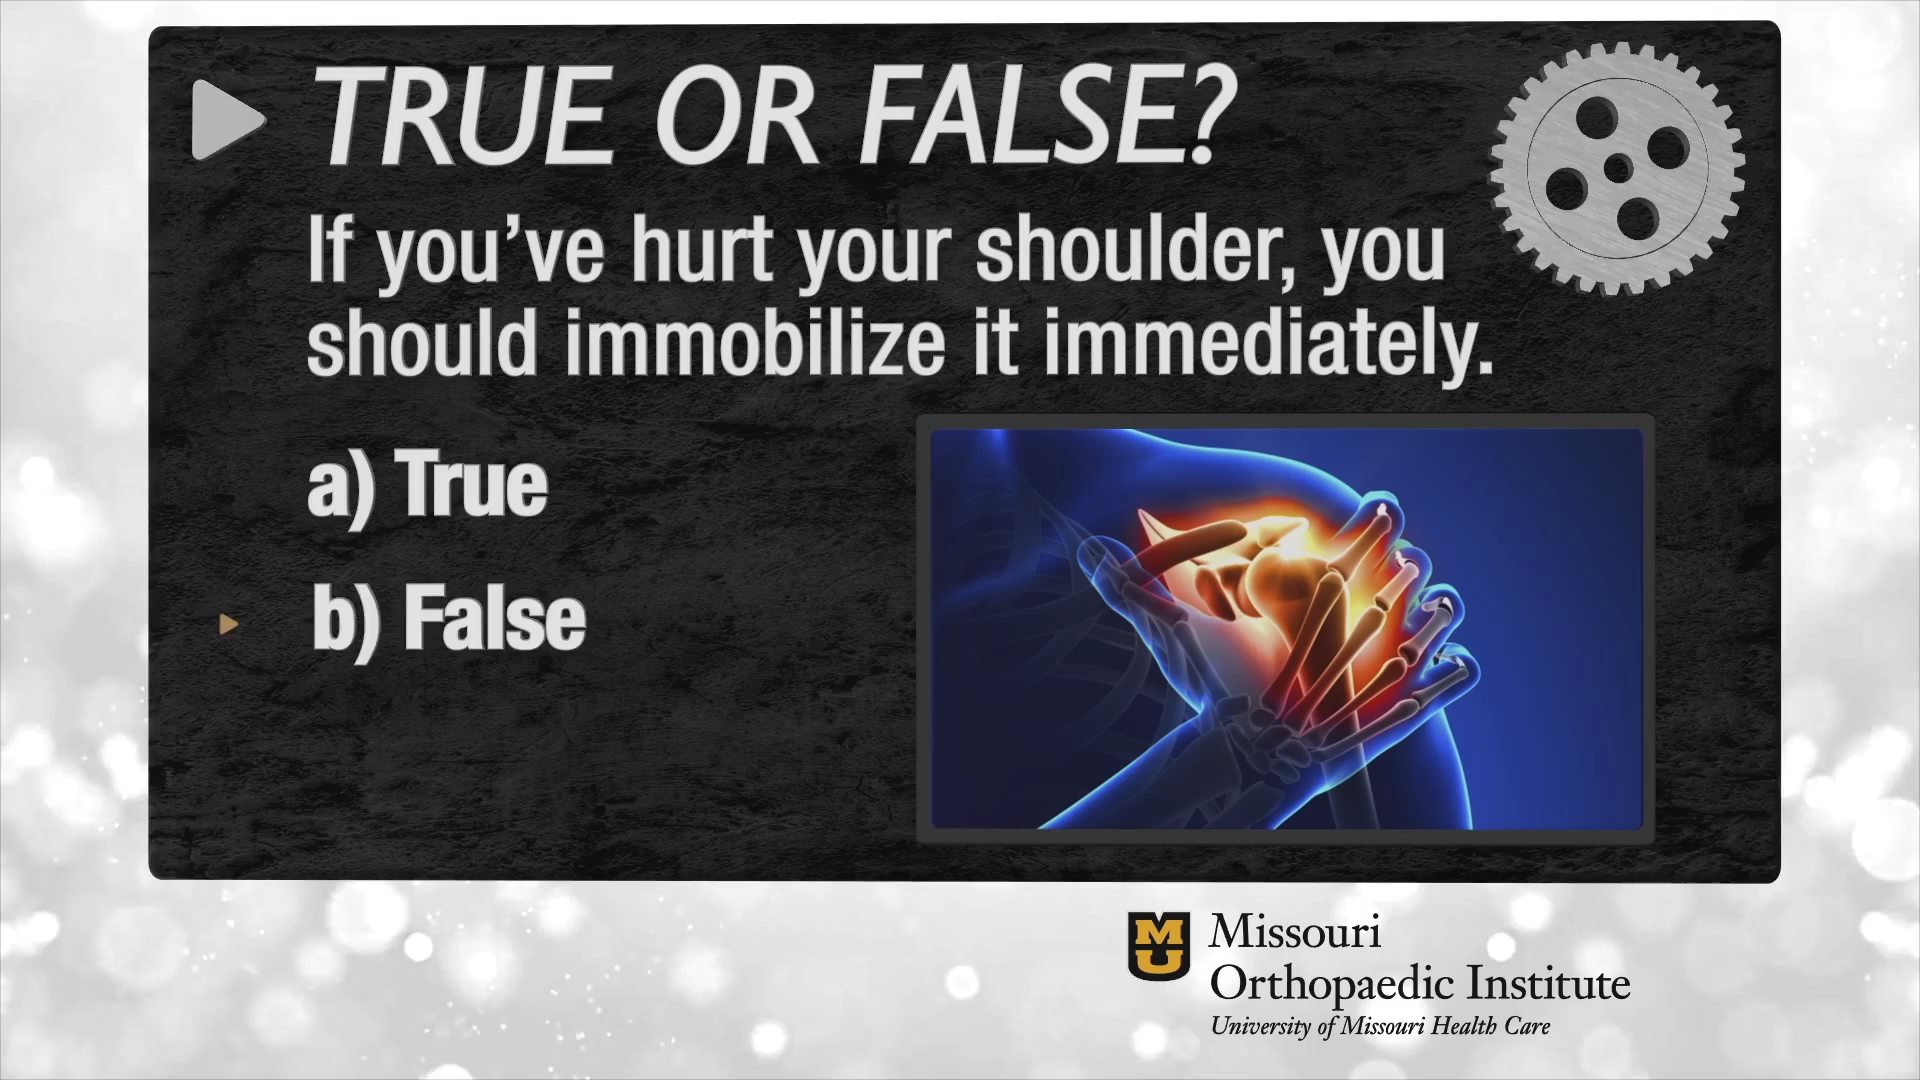 TRUE OR FALSE?
If you’ve hurt your shoulder, you
should immobilize it immediately.
a) True
b) False
MU
Missouri
Orthopaedic Institute
University of Missouri Health Care